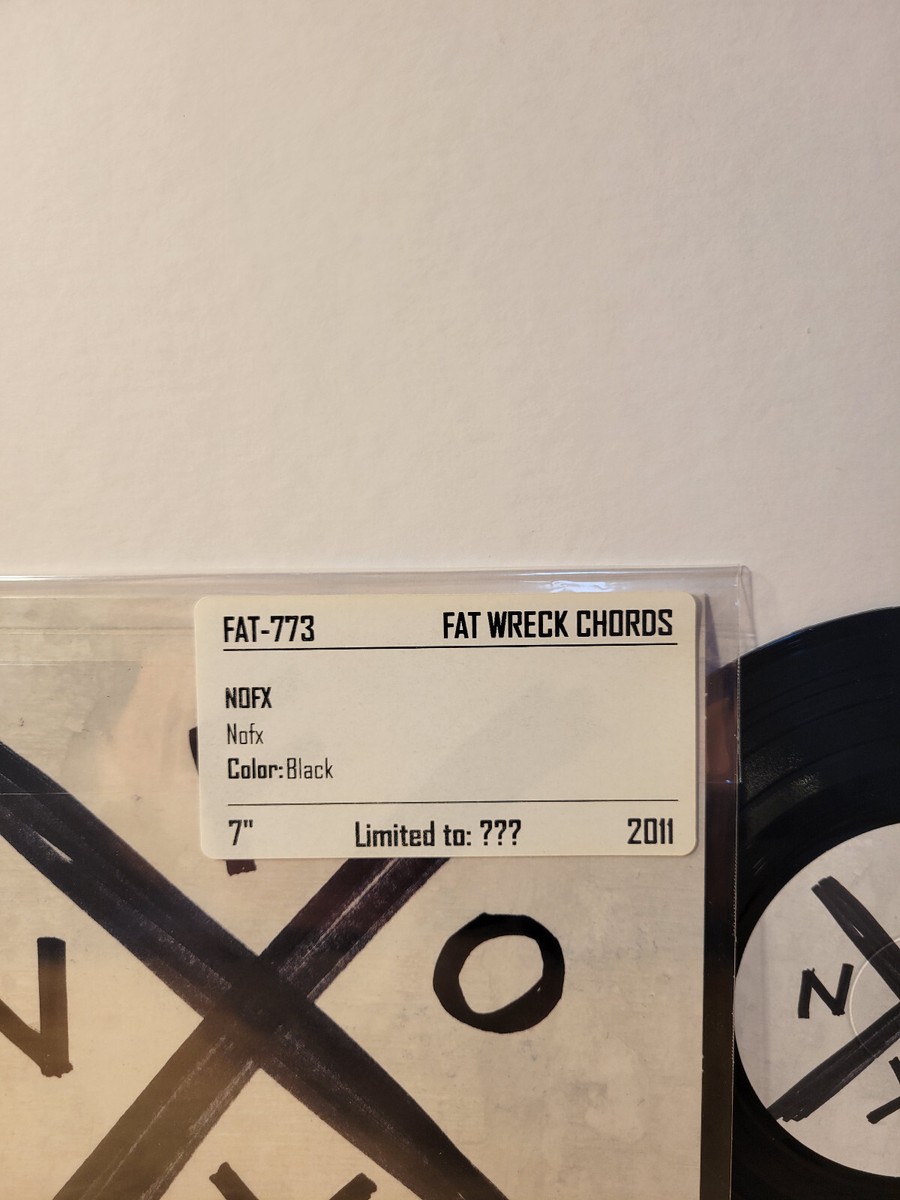 FAT-773 FAT WRECK CHORDS
NOFX
Nofx
Color:Black
7" Limited to: ??? 2011
N O
N